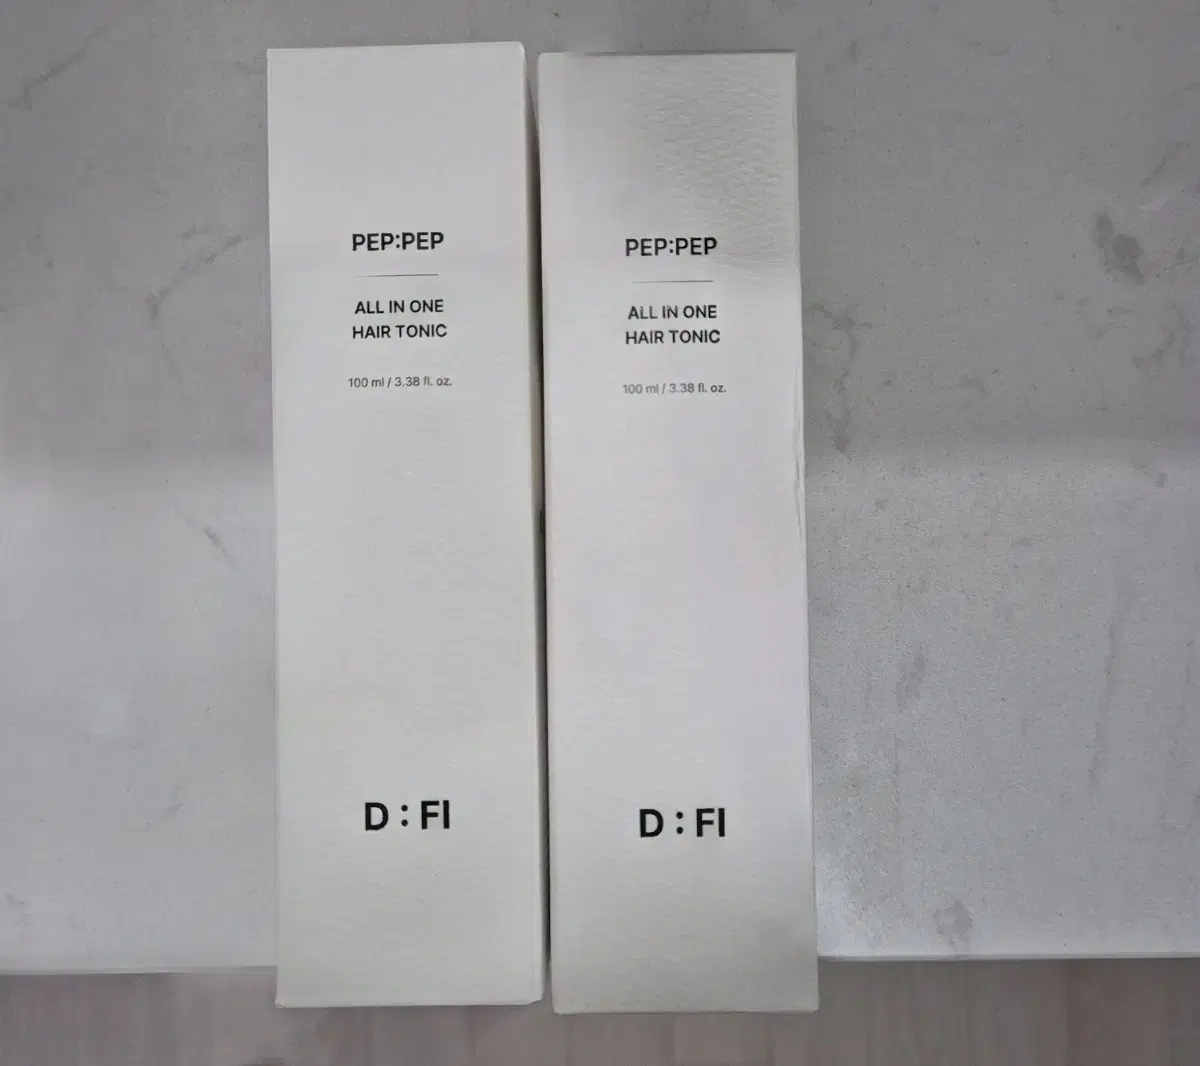 PEP:PEP
ALL IN ONE
HAIR TONIC
100 ml / 3.38 fl. oz.
D : FI
PEP:PEP
ALL IN ONE
HAIR TONIC
100 ml / 3.38 fl. oz.
D : FI